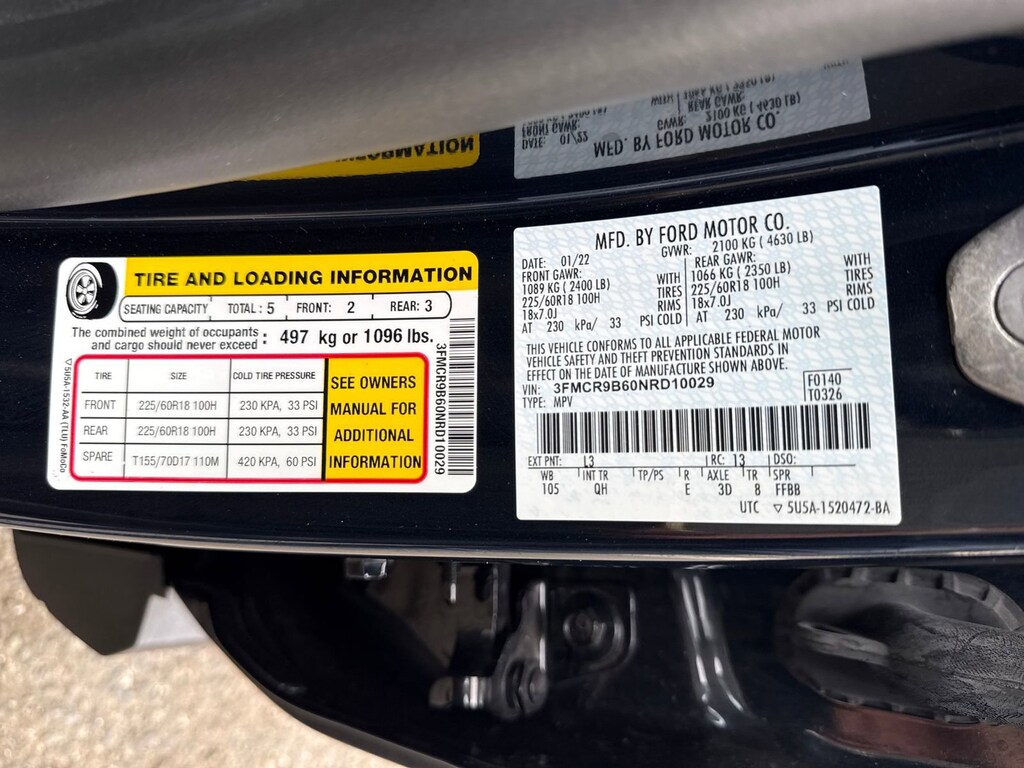 TIRE AND LOADING INFORMATION
SEATING CAPACITY TOTAL : 5 FRONT: 2 REAR: 3
The combined weight of occupants
and cargo should never exceed : 497 kg or 1096 lbs.
TIRE SIZE COLD TIRE PRESSURE
FRONT 225/60R18 100H 230 KPA, 33 PSI
REAR 225/60R18 100H 230 KPA, 33 PSI
SPARE T155/70D17 110M 420 KPA, 60 PSI
SEE OWNERS
MANUAL FOR
ADDITIONAL
INFORMATION
3FMCR9B60NRD10029
5U5A-1532-AA (TLU) FoMoCo
MFD. BY FORD MOTOR CO.
DATE: 01/22 GVWR: 2100 KG ( 4630 LB)
FRONT GAWR: REAR GAWR:
1089 KG ( 2400 LB) WITH 1066 KG ( 2350 LB) WITH
225/60R18 100H TIRES 225/60R18 100H TIRES
18x7.0J RIMS 18x7.0J RIMS
AT 230 kPa/ 33 PSI COLD AT 230 kPa/ 33 PSI COLD
THIS VEHICLE CONFORMS TO ALL APPLICABLE FEDERAL MOTOR
VEHICLE SAFETY AND THEFT PREVENTION STANDARDS IN
EFFECT ON THE DATE OF MANUFACTURE SHOWN ABOVE.
VIN: 3FMCR9B60NRD10029 F0140
TYPE: MPV T0326
EXT PNT: L3 RC: 13 DSO:
WB INT TR TP/PS R AXLE TR SPR
105 QH E 3D 8 FFBB
UTC 5U5A-1520472-BA